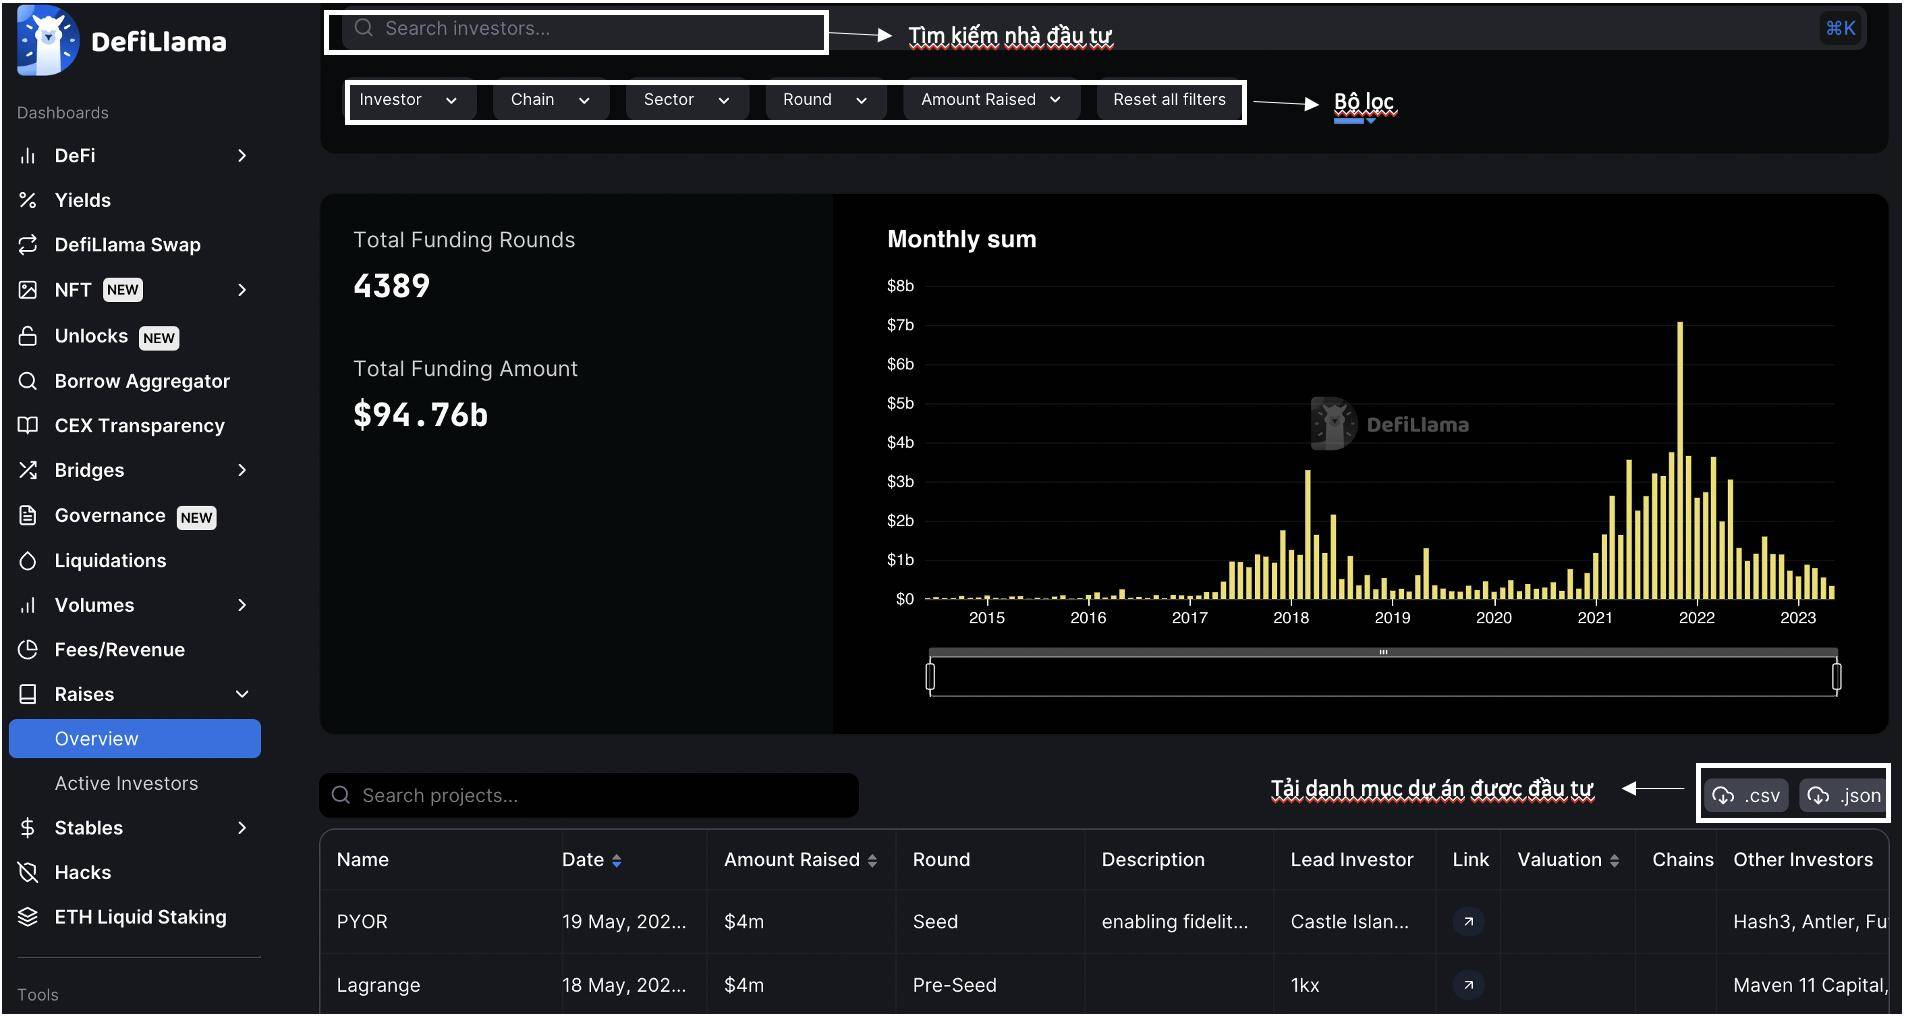 DefiLlama
Search investors...
⌘K
Tìm kiếm nhà đầu tư
Investor Chain Sector Round Amount Raised Reset all filters
Bộ lọc
Dashboards
DeFi
Yields
DefiLlama Swap
NFT NEW
Unlocks NEW
Borrow Aggregator
CEX Transparency
Bridges
Governance NEW
Liquidations
Volumes
Fees/Revenue
Raises
Overview
Active Investors
Stables
Hacks
ETH Liquid Staking
Tools
Total Funding Rounds
4389
Total Funding Amount
$94.76b
Monthly sum
$8b
$7b
$6b
$5b
$4b
$3b
$2b
$1b
$0
DefiLlama
2015 2016 2017 2018 2019 2020 2021 2022 2023
Search projects...
Tải danh mục dự án được đầu tư
.csv .json
Name Date Amount Raised Round Description Lead Investor Link Valuation Chains Other Investors
PYOR 19 May, 202... $4m Seed enabling fidelit... Castle Islan... Hash3, Antler, Fu
Lagrange 18 May, 202... $4m Pre-Seed 1kx Maven 11 Capital,